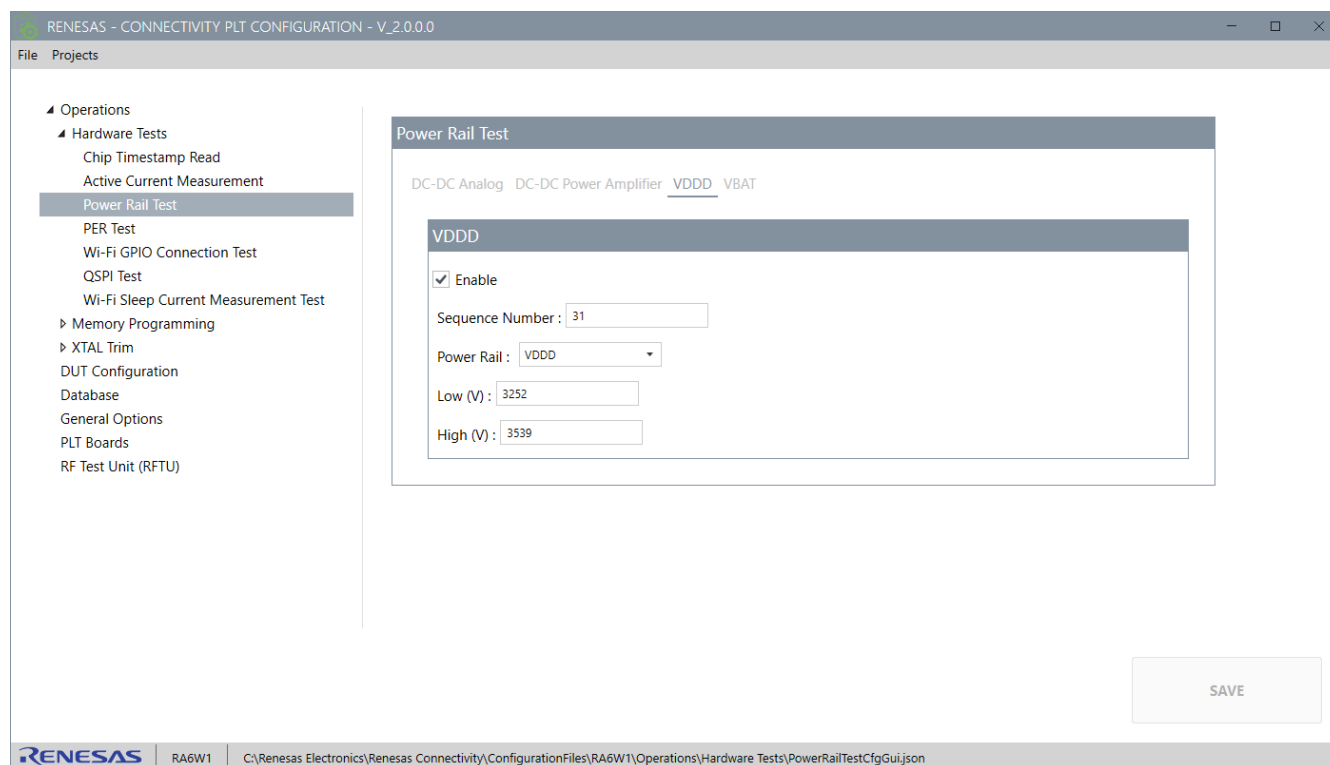 RENESAS - CONNECTIVITY PLT CONFIGURATION - V_2.0.0.0
File Projects
Operations
Hardware Tests
Chip Timestamp Read
Active Current Measurement
Power Rail Test
PER Test
Wi-Fi GPIO Connection Test
QSPI Test
Wi-Fi Sleep Current Measurement Test
Memory Programming
XTAL Trim
DUT Configuration
Database
General Options
PLT Boards
RF Test Unit (RFTU)
Power Rail Test
DC-DC Analog DC-DC Power Amplifier VDDD VBAT
VDDD
Enable
Sequence Number : 31
Power Rail : VDDD
Low (V) : 3252
High (V) : 3539
SAVE
RENESAS RA6W1 C:\Renesas Electronics\Renesas Connectivity\ConfigurationFiles\RA6W1\Operations\Hardware Tests\PowerRailTestCfgGui.json